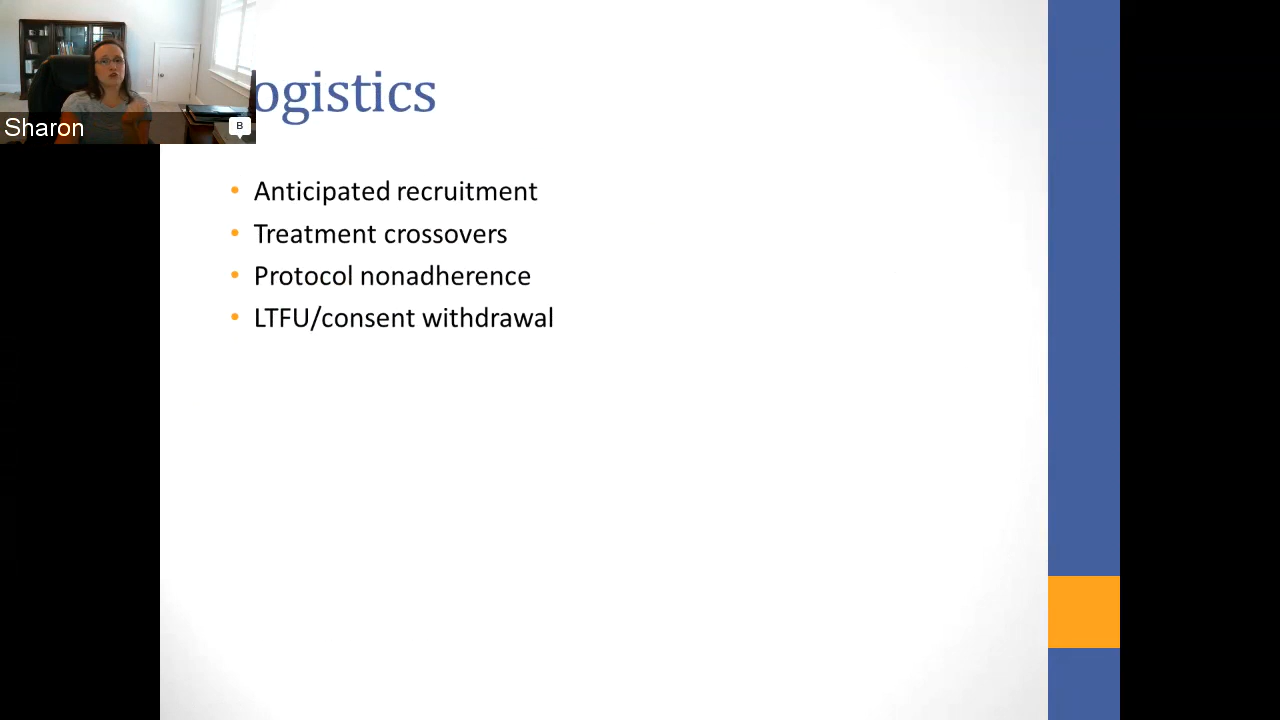 ogistics
Sharon
B
• Anticipated recruitment
• Treatment crossovers
• Protocol nonadherence
• LTFU/consent withdrawal